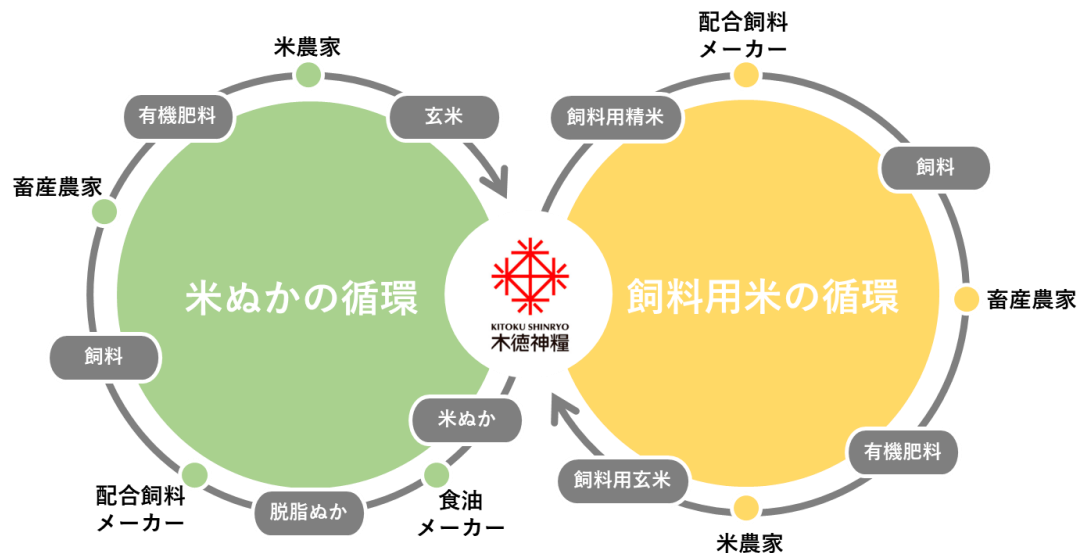 米農家
有機肥料
玄米
畜産農家
米ぬかの循環
飼料
米ぬか
配合飼料
メーカー
脱脂ぬか
食油
メーカー
KITOKU SHINRYO
木徳神糧
配合飼料
メーカー
飼料用精米
飼料
飼料用米の循環
畜産農家
有機肥料
飼料用玄米
米農家